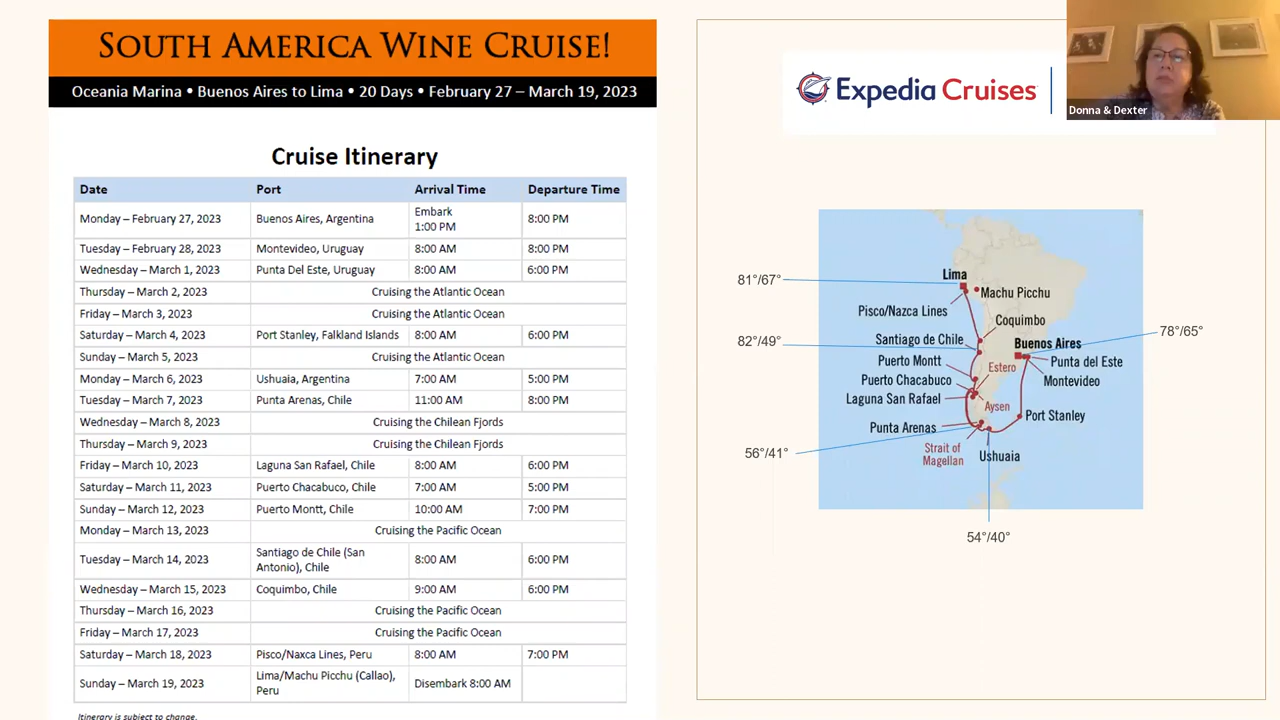 SOUTH AMERICA WINE CRUISE!
Oceania Marina • Buenos Aires to Lima • 20 Days • February 27 – March 19, 2023
Cruise Itinerary
Date Port Arrival Time Departure Time
Monday – February 27, 2023 Buenos Aires, Argentina Embark 1:00 PM 8:00 PM
Tuesday – February 28, 2023 Montevideo, Uruguay 8:00 AM 8:00 PM
Wednesday – March 1, 2023 Punta Del Este, Uruguay 8:00 AM 6:00 PM
Thursday – March 2, 2023 Cruising the Atlantic Ocean
Friday – March 3, 2023 Cruising the Atlantic Ocean
Saturday – March 4, 2023 Port Stanley, Falkland Islands 8:00 AM 6:00 PM
Sunday – March 5, 2023 Cruising the Atlantic Ocean
Monday – March 6, 2023 Ushuaia, Argentina 7:00 AM 5:00 PM
Tuesday – March 7, 2023 Punta Arenas, Chile 11:00 AM 8:00 PM
Wednesday – March 8, 2023 Cruising the Chilean Fjords
Thursday – March 9, 2023 Cruising the Chilean Fjords
Friday – March 10, 2023 Laguna San Rafael, Chile 8:00 AM 6:00 PM
Saturday – March 11, 2023 Puerto Chacabuco, Chile 7:00 AM 5:00 PM
Sunday – March 12, 2023 Puerto Montt, Chile 10:00 AM 7:00 PM
Monday – March 13, 2023 Cruising the Pacific Ocean
Tuesday – March 14, 2023 Santiago de Chile (San Antonio), Chile 8:00 AM 6:00 PM
Wednesday – March 15, 2023 Coquimbo, Chile 9:00 AM 6:00 PM
Thursday – March 16, 2023 Cruising the Pacific Ocean
Friday – March 17, 2023 Cruising the Pacific Ocean
Saturday – March 18, 2023 Pisco/Naxca Lines, Peru 8:00 AM 7:00 PM
Sunday – March 19, 2023 Lima/Machu Picchu (Callao), Peru Disembark 8:00 AM
Itinerary is subject to change.
Expedia Cruises
Donna & Dexter
Lima
81°/67°
Machu Picchu
Pisco/Nazca Lines
Coquimbo
78°/65°
Santiago de Chile
82°/49°
Buenos Aires
Puerto Montt
Punta del Este
Estero
Puerto Chacabuco
Montevideo
Laguna San Rafael
Aysen
Port Stanley
Punta Arenas
Strait of
Magellan
Ushuaia
56°/41°
54°/40°